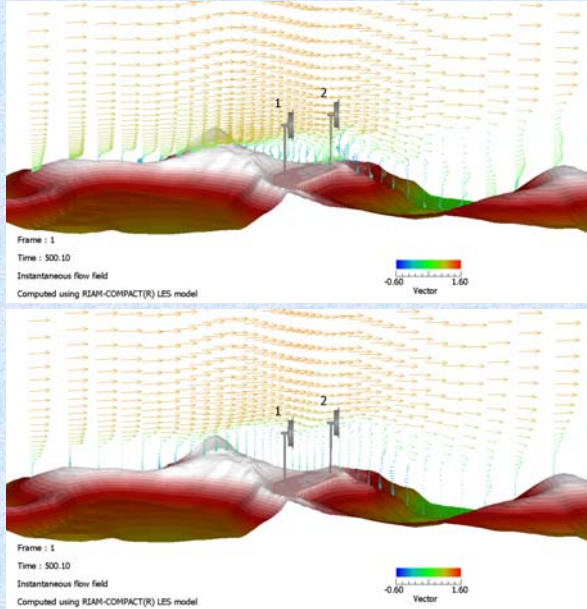 1
2
Frame : 1
Time : 500.10
Instantaneous flow field
Computed using RIAM-COMPACT(R) LES model
-0.60 1.60
Vector
1
2
Frame : 1
Time : 500.10
Instantaneous flow field
Computed using RIAM-COMPACT(R) LES model
-0.60 1.60
Vector